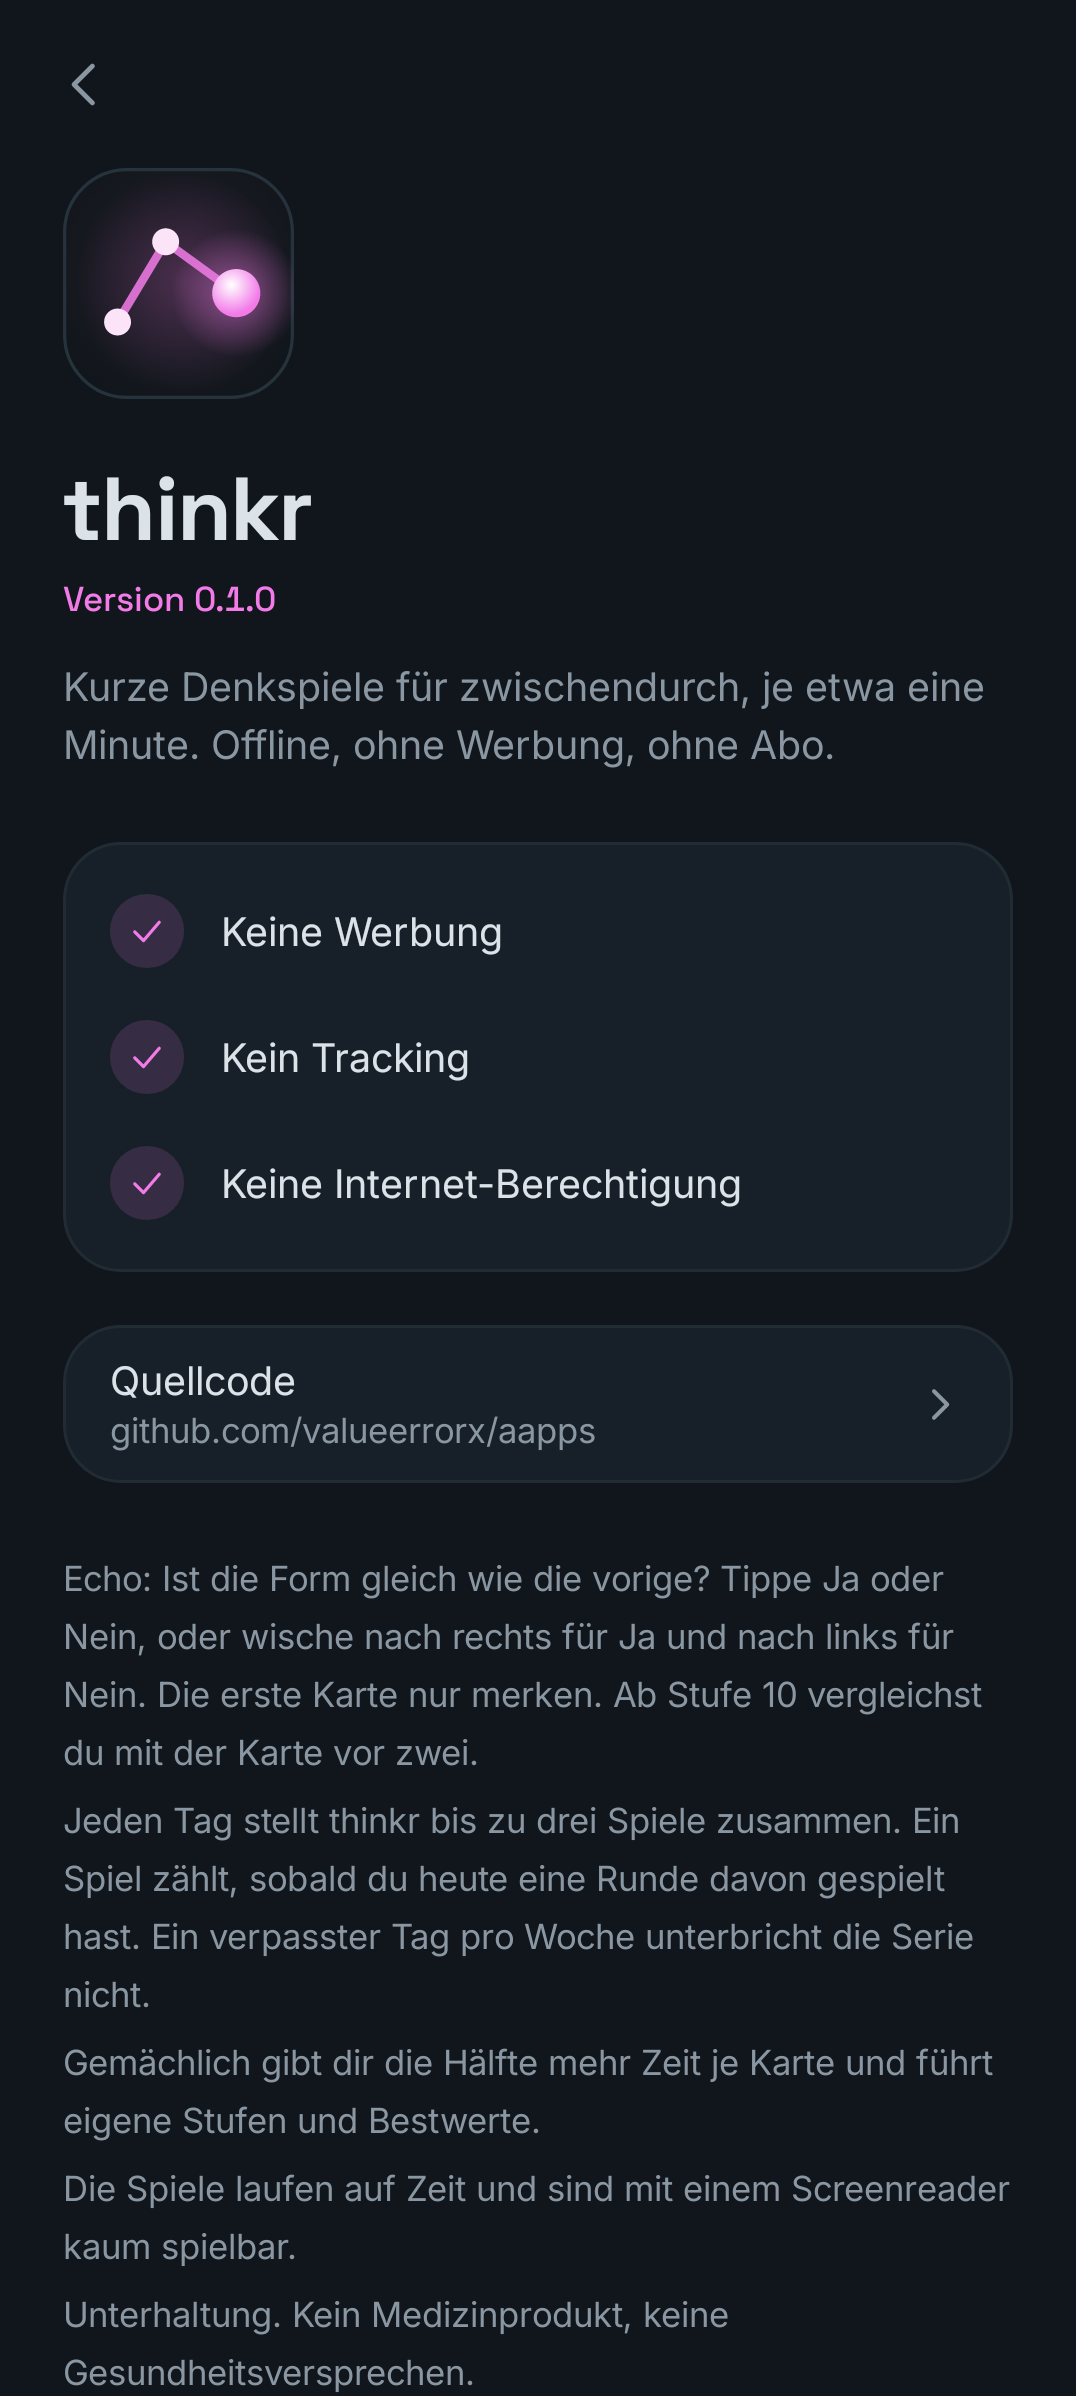 thinkr
Version 0.1.0
Kurze Denkspiele für zwischendurch, je etwa eine
Minute. Offline, ohne Werbung, ohne Abo.
Keine Werbung
Kein Tracking
Keine Internet-Berechtigung
Quellcode
github.com/valueerrorx/aapps
Echo: Ist die Form gleich wie die vorige? Tippe Ja oder
Nein, oder wische nach rechts für Ja und nach links für
Nein. Die erste Karte nur merken. Ab Stufe 10 vergleichst
du mit der Karte vor zwei.
Jeden Tag stellt thinkr bis zu drei Spiele zusammen. Ein
Spiel zählt, sobald du heute eine Runde davon gespielt
hast. Ein verpasster Tag pro Woche unterbricht die Serie
nicht.
Gemächlich gibt dir die Hälfte mehr Zeit je Karte und führt
eigene Stufen und Bestwerte.
Die Spiele laufen auf Zeit und sind mit einem Screenreader
kaum spielbar.
Unterhaltung. Kein Medizinprodukt, keine
Gesundheitsversprechen.